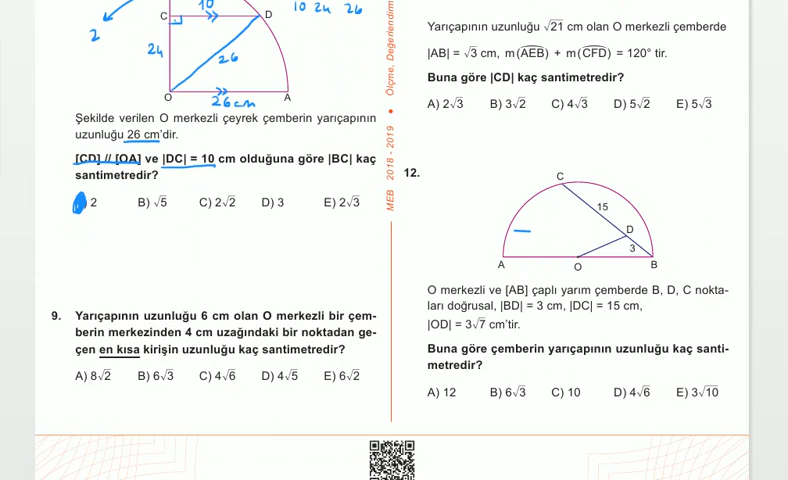 10
10 24 26
C
D
2
24
26
O
26 cm
A
Şekilde verilen O merkezli çeyrek çemberin yarıçapının
uzunluğu 26 cm'dir.
[CD] // [OA] ve |DC| = 10 cm olduğuna göre |BC| kaç
santimetredir?
2 B) √5 C) 2√2 D) 3 E) 2√3
9. Yarıçapının uzunluğu 6 cm olan O merkezli bir çem-
berin merkezinden 4 cm uzağındaki bir noktadan ge-
çen en kısa kirişin uzunluğu kaç santimetredir?
A) 8√2 B) 6√3 C) 4√6 D) 4√5 E) 6√2
MEB 2018 - 2019 • Ölçme, Değerlendirm
Yarıçapının uzunluğu √21 cm olan O merkezli çemberde
|AB| = √3 cm, m(AEB) + m(CFD) = 120° tir.
Buna göre |CD| kaç santimetredir?
A) 2√3 B) 3√2 C) 4√3 D) 5√2 E) 5√3
12.
C
15
D
3
A
O
B
O merkezli ve [AB] çaplı yarım çemberde B, D, C nokta-
ları doğrusal, |BD| = 3 cm, |DC| = 15 cm,
|OD| = 3√7 cm'tir.
Buna göre çemberin yarıçapının uzunluğu kaç santi-
metredir?
A) 12 B) 6√3 C) 10 D) 4√6 E) 3√10